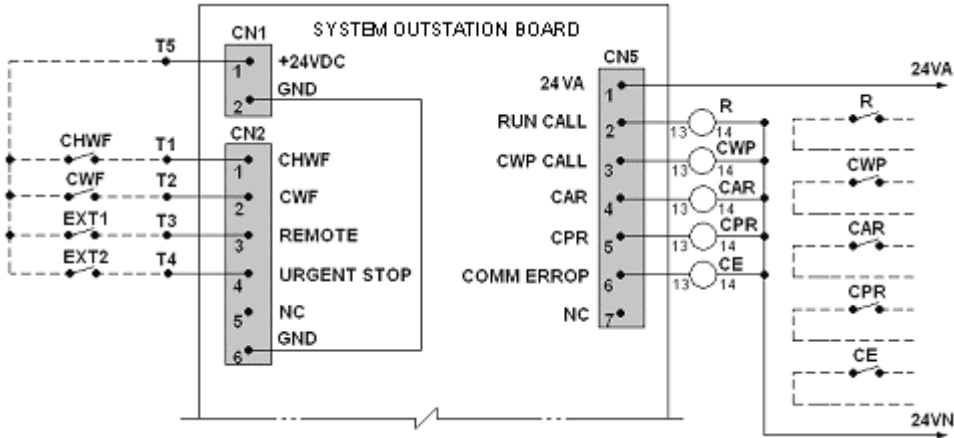 SYSTEM OUTSTATION BOARD
CN1
T5
1
+24VDC
2
GND
CN2
CHWF
T1
1
CHWF
CWF
T2
2
CWF
EXT1
T3
3
REMOTE
EXT2
T4
4
URGENT STOP
5
NC
6
GND
CN5
24VA
1
24VA
RUN CALL
2
13
R
14
CWP CALL
3
13
CWP
14
CAR
4
13
CAR
14
CPR
5
13
CPR
14
COMM ERROP
6
13
CE
14
NC
7
R
CWP
CAR
CPR
CE
24VN